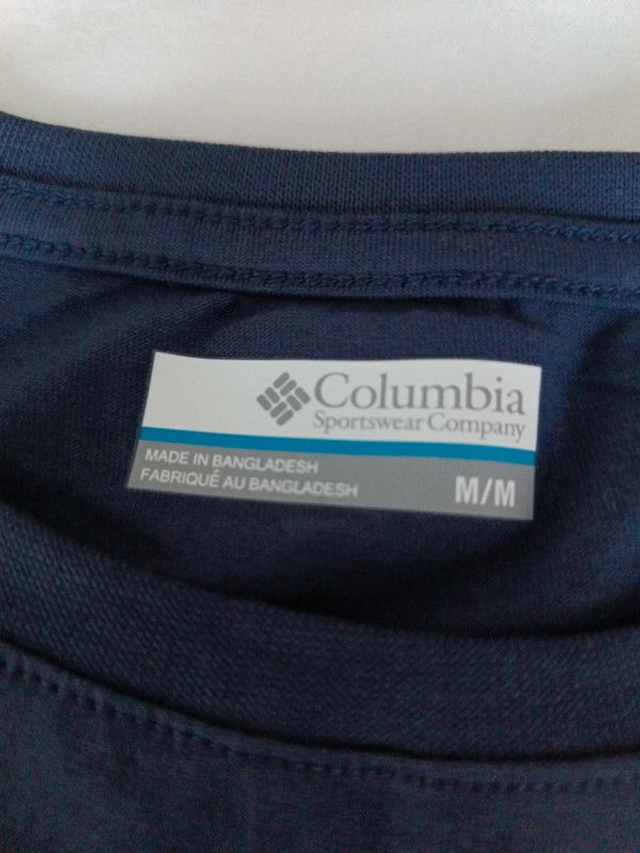 Columbia
Sportswear Company
MADE IN BANGLADESH
FABRIQUÉ AU BANGLADESH
M/M